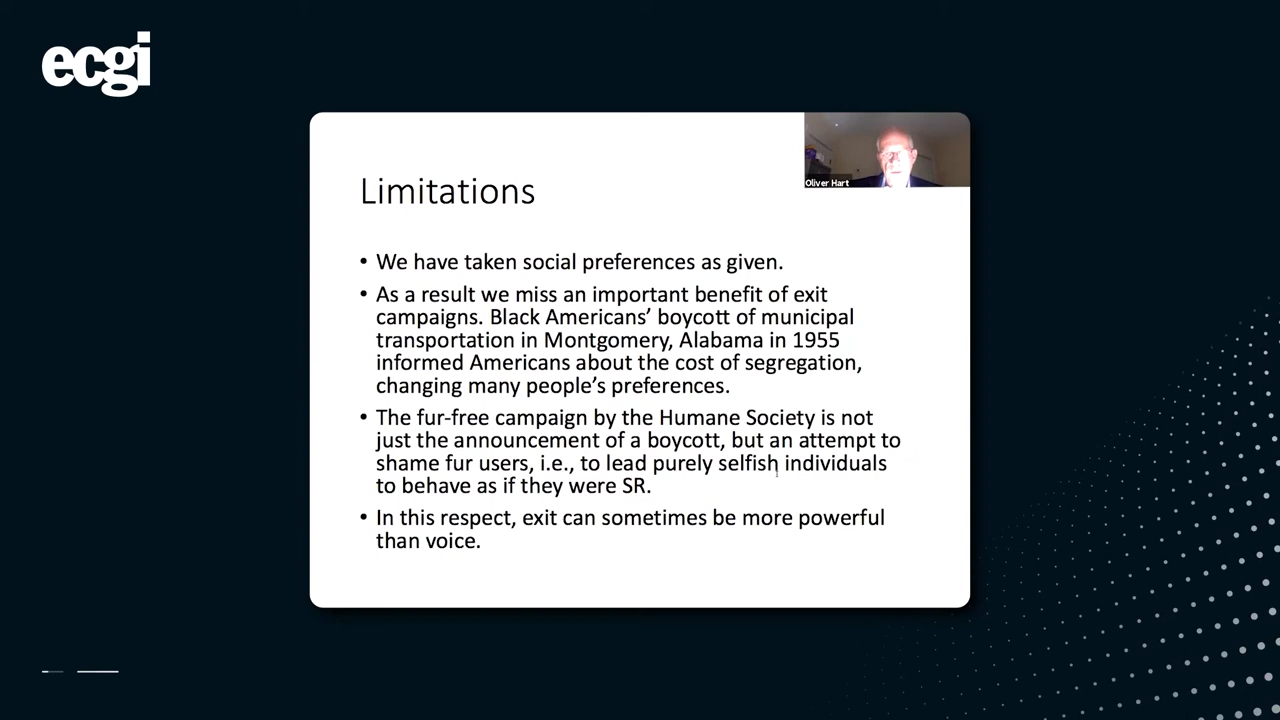 ecgi
Oliver Hart
Limitations
• We have taken social preferences as given.
• As a result we miss an important benefit of exit
campaigns. Black Americans’ boycott of municipal
transportation in Montgomery, Alabama in 1955
informed Americans about the cost of segregation,
changing many people’s preferences.
• The fur-free campaign by the Humane Society is not
just the announcement of a boycott, but an attempt to
shame fur users, i.e., to lead purely selfish individuals
to behave as if they were SR.
• In this respect, exit can sometimes be more powerful
than voice.